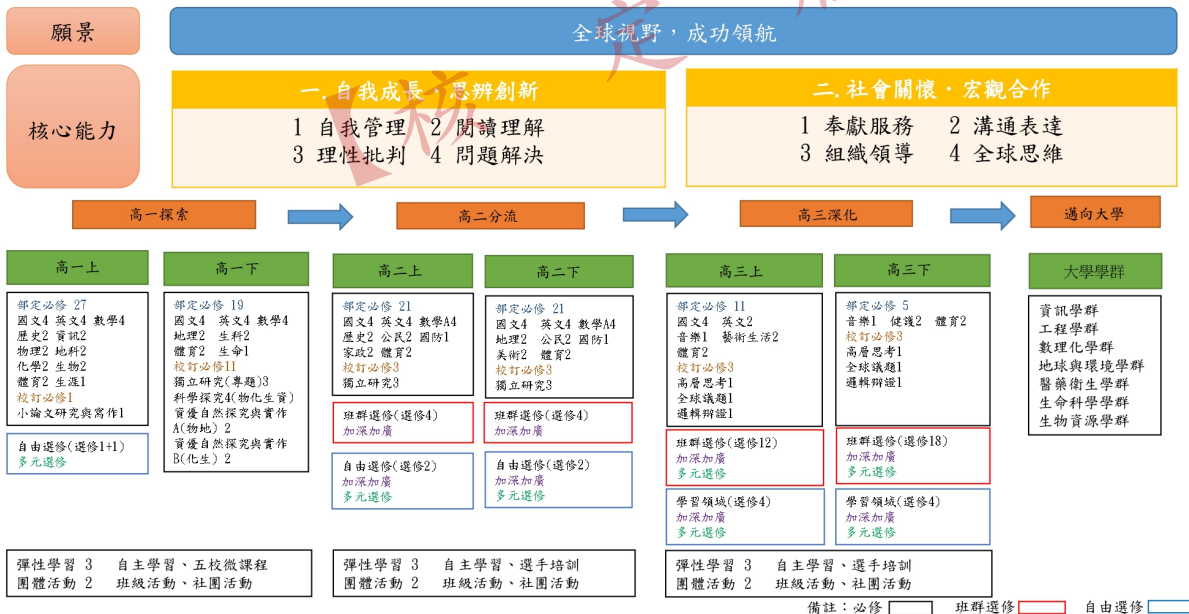 願景
全球視野，成功領航
核心能力
一.自我成長．思辨創新
1 自我管理 2 閱讀理解
3 理性批判 4 問題解決
二.社會關懷．宏觀合作
1 奉獻服務 2 溝通表達
3 組織領導 4 全球思維
【核定
高一探索
高二分流
高三深化
邁向大學
高一上
部定必修 27
國文4 英文4 數學4
歷史2 資訊2
物理2 地科2
化學2 生物2
體育2 生涯1
校訂必修1
小論文研究與寫作1
自由選修(選修1+1)
多元選修
高一下
部定必修 19
國文4 英文4 數學4
地理2 生科2
體育2 生命1
校訂必修11
獨立研究(專題)3
科學探究4(物化生資)
資優自然探究與實作
A(物地) 2
資優自然探究與實作
B(化生) 2
高二上
部定必修 21
國文4 英文4 數學A4
歷史2 公民2 國防1
家政2 體育2
校訂必修3
獨立研究3
班群選修(選修4)
加深加廣
自由選修(選修2)
加深加廣
多元選修
高二下
部定必修 21
國文4 英文4 數學A4
地理2 公民2 國防1
美術2 體育2
校訂必修3
獨立研究3
班群選修(選修4)
加深加廣
自由選修(選修2)
加深加廣
多元選修
高三上
部定必修 11
國文4 英文2
音樂1 藝術生活2
體育2
校訂必修3
高層思考1
全球議題1
邏輯辯證1
班群選修(選修12)
加深加廣
多元選修
學習領域(選修4)
加深加廣
多元選修
高三下
部定必修 5
音樂1 健護2 體育2
校訂必修3
高層思考1
全球議題1
邏輯辯證1
班群選修(選修18)
加深加廣
多元選修
學習領域(選修4)
加深加廣
多元選修
大學學群
資訊學群
工程學群
數理化學群
地球與環境學群
醫藥衛生學群
生命科學學群
生物資源學群
彈性學習 3 自主學習、五校微課程
團體活動 2 班級活動、社團活動
彈性學習 3 自主學習、選手培訓
團體活動 2 班級活動、社團活動
彈性學習 3 自主學習、選手培訓
團體活動 2 班級活動、社團活動
備註：必修 班群選修 自由選修